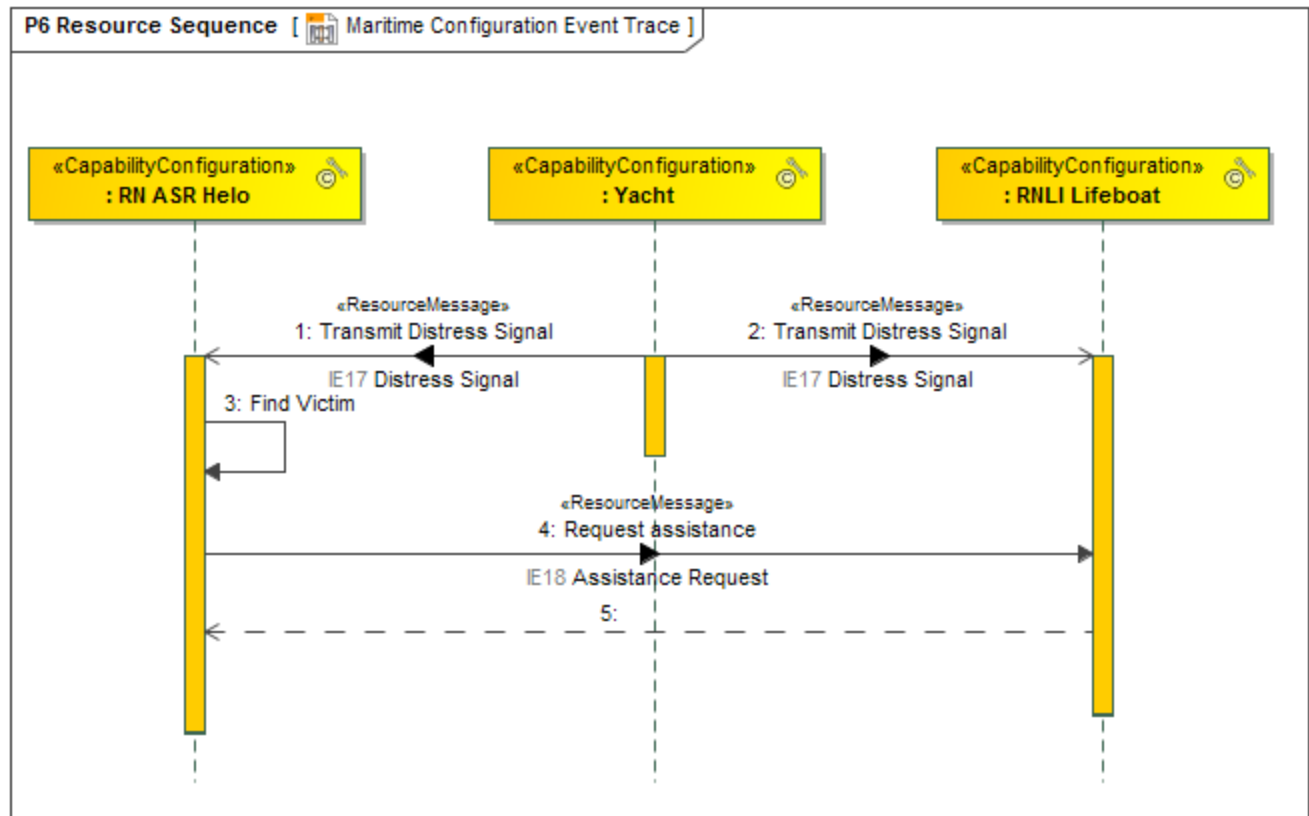 P6 Resource Sequence [ Maritime Configuration Event Trace ]
«CapabilityConfiguration»
: RN ASR Helo
«CapabilityConfiguration»
: Yacht
«CapabilityConfiguration»
: RNLI Lifeboat
«ResourceMessage»
1: Transmit Distress Signal
IE17 Distress Signal
«ResourceMessage»
2: Transmit Distress Signal
IE17 Distress Signal
3: Find Victim
«ResourceMessage»
4: Request assistance
IE18 Assistance Request
5: